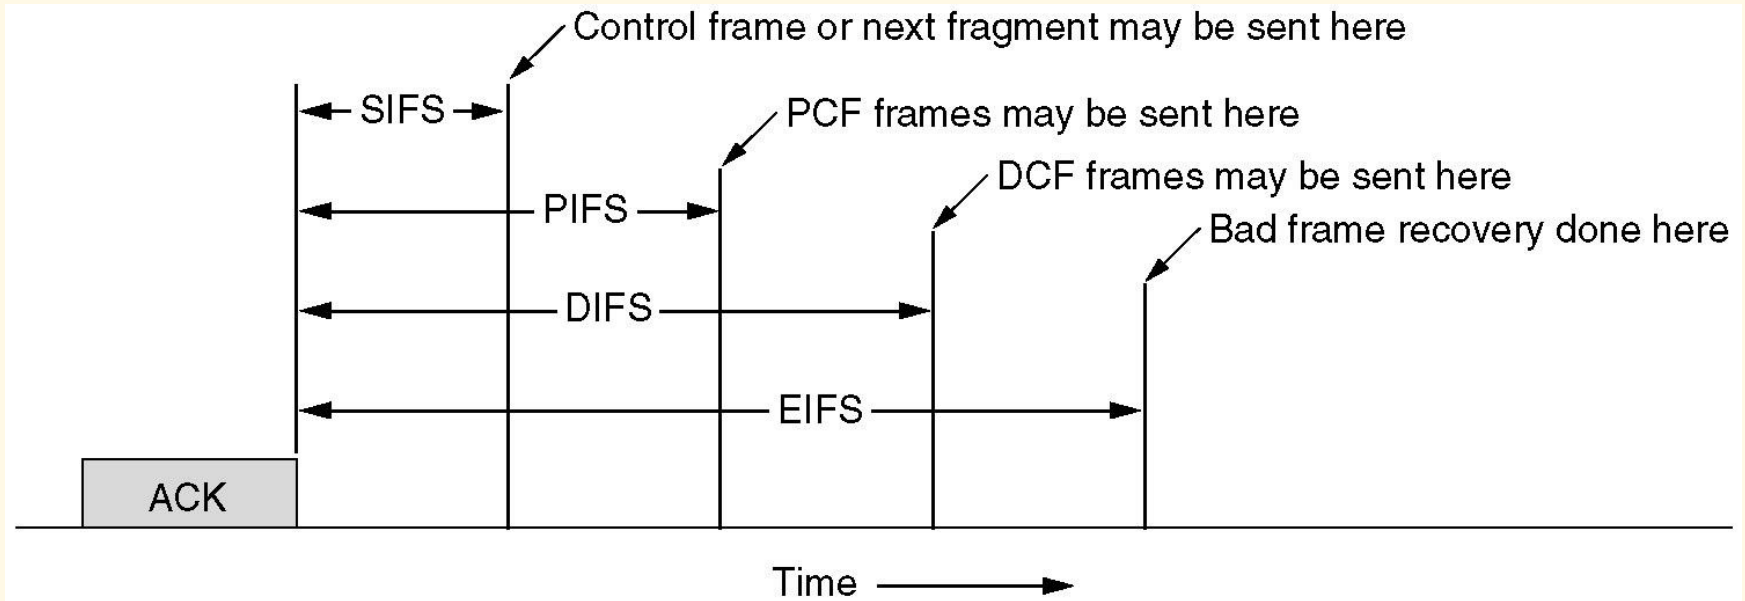 Control frame or next fragment may be sent here
SIFS
PCF frames may be sent here
DCF frames may be sent here
PIFS
Bad frame recovery done here
DIFS
EIFS
ACK
Time